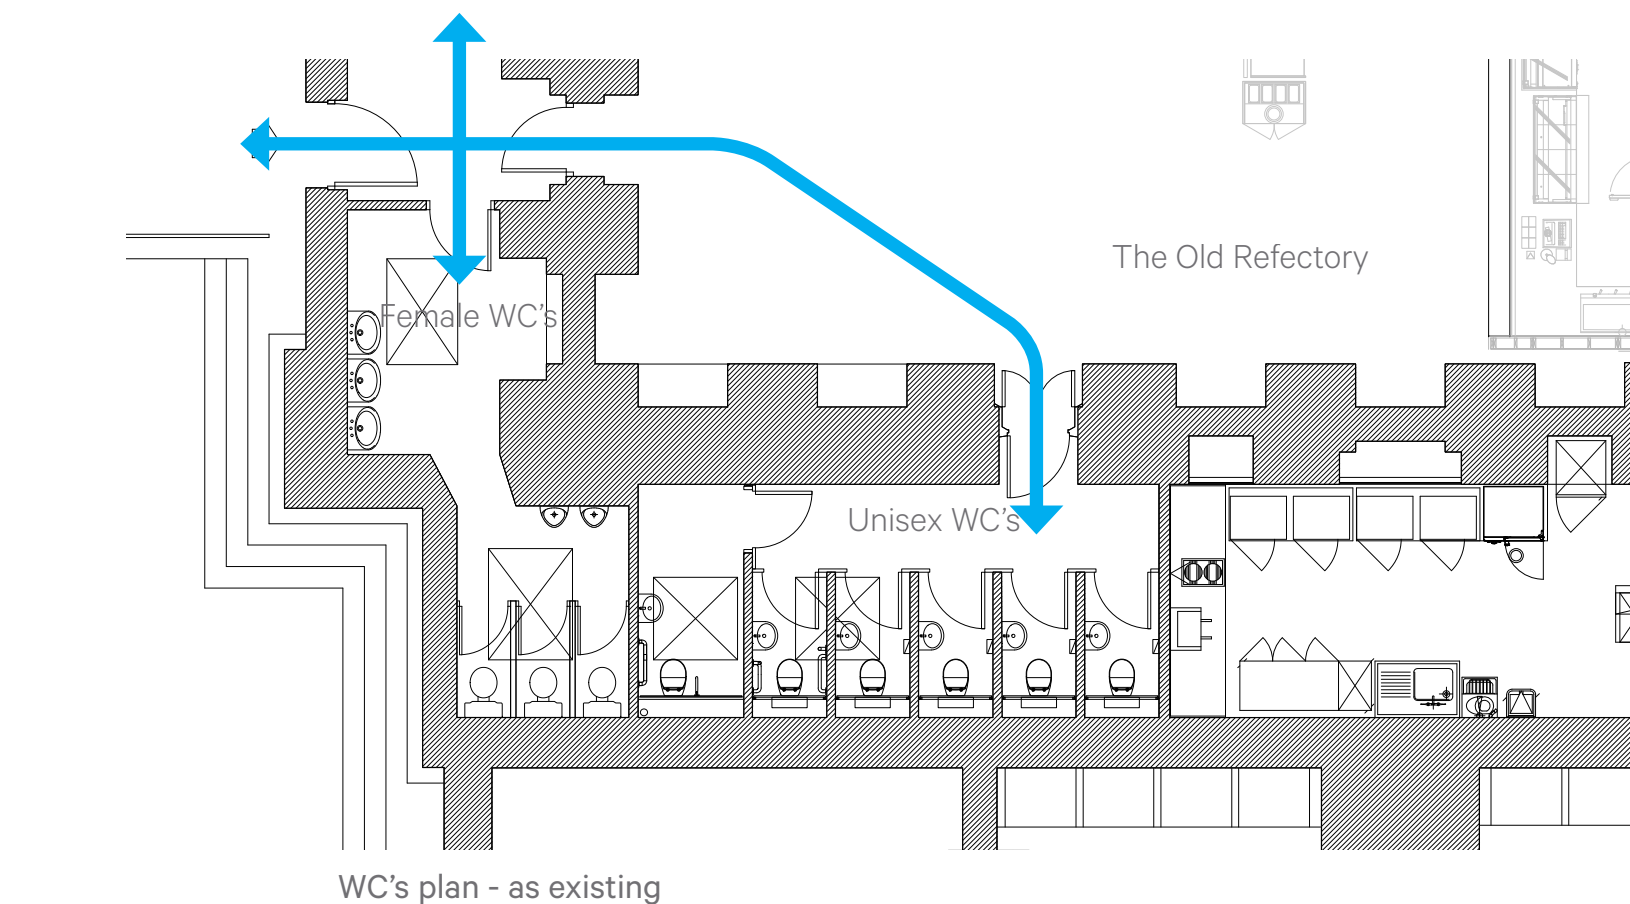 The Old Refectory
Female WC’s
Unisex WC’s
WC’s plan - as existing